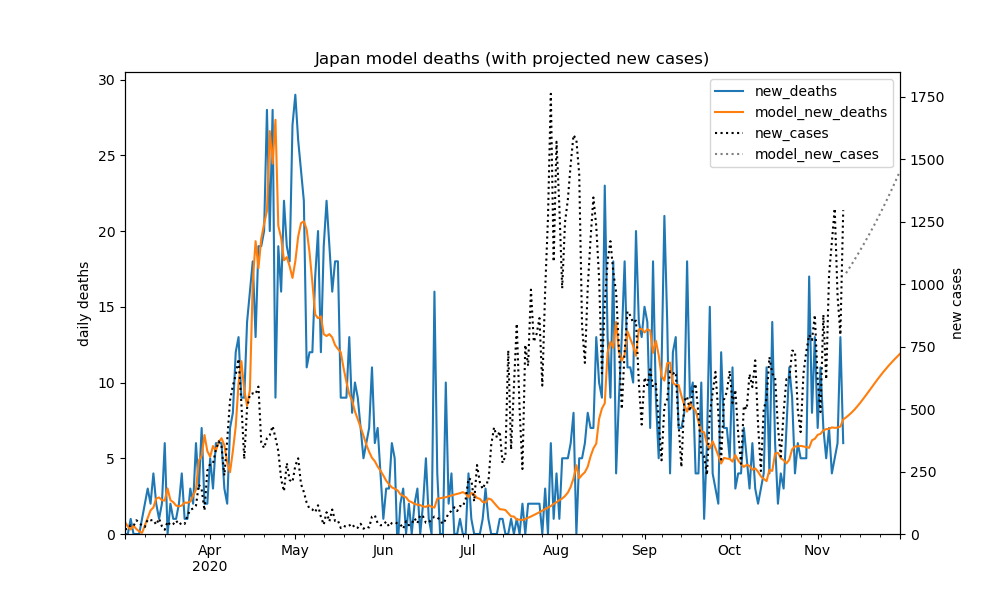 Japan model deaths (with projected new cases)
30
25
20
15
10
5
0
daily deaths
1750
1500
1250
1000
750
500
250
0
new cases
new_deaths
model_new_deaths
new_cases
model_new_cases
Apr May Jun Jul Aug Sep Oct Nov
2020